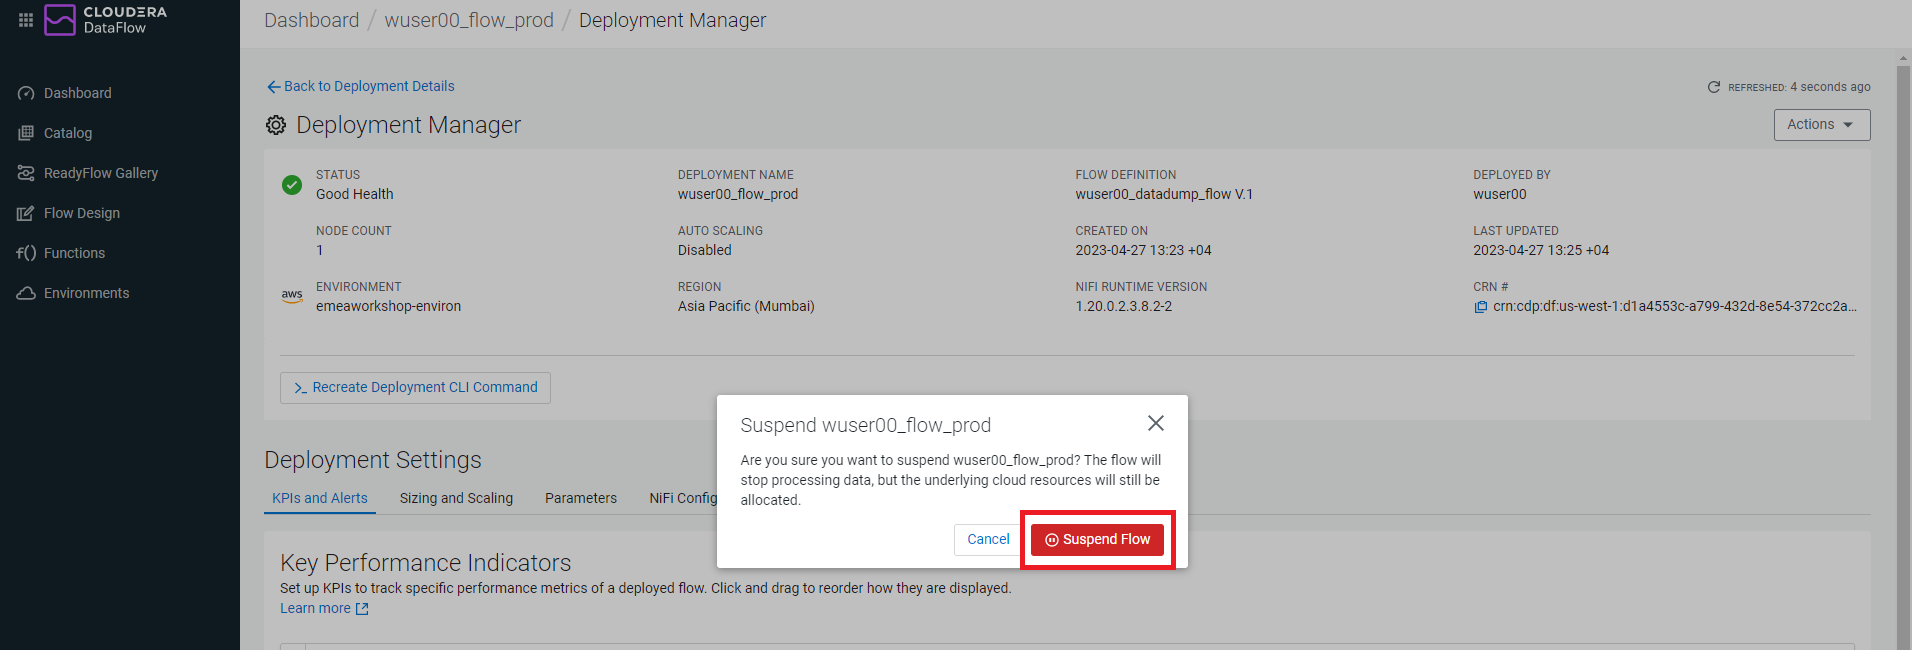 CLOUDERA
DataFlow
Dashboard
Catalog
ReadyFlow Gallery
Flow Design
f() Functions
Environments
Dashboard / wuser00_flow_prod / Deployment Manager
Back to Deployment Details
REFRESHED: 4 seconds ago
Deployment Manager
Actions
STATUS
Good Health
DEPLOYMENT NAME
wuser00_flow_prod
FLOW DEFINITION
wuser00_datadump_flow V.1
DEPLOYED BY
wuser00
NODE COUNT
1
AUTO SCALING
Disabled
CREATED ON
2023-04-27 13:23 +04
LAST UPDATED
2023-04-27 13:25 +04
aws
ENVIRONMENT
emeaworkshop-environ
REGION
Asia Pacific (Mumbai)
NIFI RUNTIME VERSION
1.20.0.2.3.8.2-2
CRN #
crn:cdp:df:us-west-1:d1a4553c-a799-432d-8e54-372cc2a...
>_ Recreate Deployment CLI Command
Suspend wuser00_flow_prod
Are you sure you want to suspend wuser00_flow_prod? The flow will
stop processing data, but the underlying cloud resources will still be
allocated.
Cancel
Suspend Flow
Deployment Settings
KPIs and Alerts
Sizing and Scaling
Parameters
NiFi Config
Key Performance Indicators
Set up KPIs to track specific performance metrics of a deployed flow. Click and drag to reorder how they are displayed.
Learn more